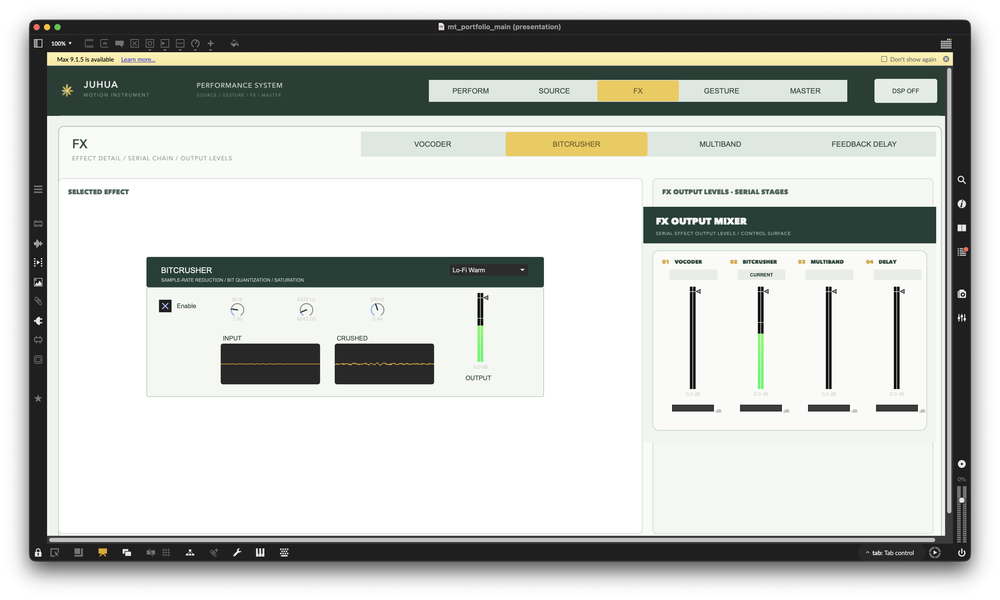 mt_portfolio_main (presentation)
100%
Max 9.1.5 is available Learn more... Don't show again
JUHUA
MOTION INSTRUMENT
PERFORMANCE SYSTEM
SOURCE / GESTURE / FX / MASTER
PERFORM SOURCE FX GESTURE MASTER
DSP OFF
FX
EFFECT DETAIL / SERIAL CHAIN / OUTPUT LEVELS
VOCODER BITCRUSHER MULTIBAND FEEDBACK DELAY
SELECTED EFFECT
BITCRUSHER
SAMPLE-RATE REDUCTION / BIT QUANTIZATION / SATURATION
Lo-Fi Warm
Enable
BITS RATE Hz DRIVE
7.00 6542.00 0.44
INPUT CRUSHED
0.0 dB
OUTPUT
FX OUTPUT LEVELS · SERIAL STAGES
FX OUTPUT MIXER
SERIAL EFFECT OUTPUT LEVELS / CONTROL SURFACE
01 VOCODER 02 BITCRUSHER 03 MULTIBAND 04 DELAY
CURRENT
0.0 dB 0.0 dB 0.0 dB 0.0 dB
dB dB dB dB
0%
tab: Tab control